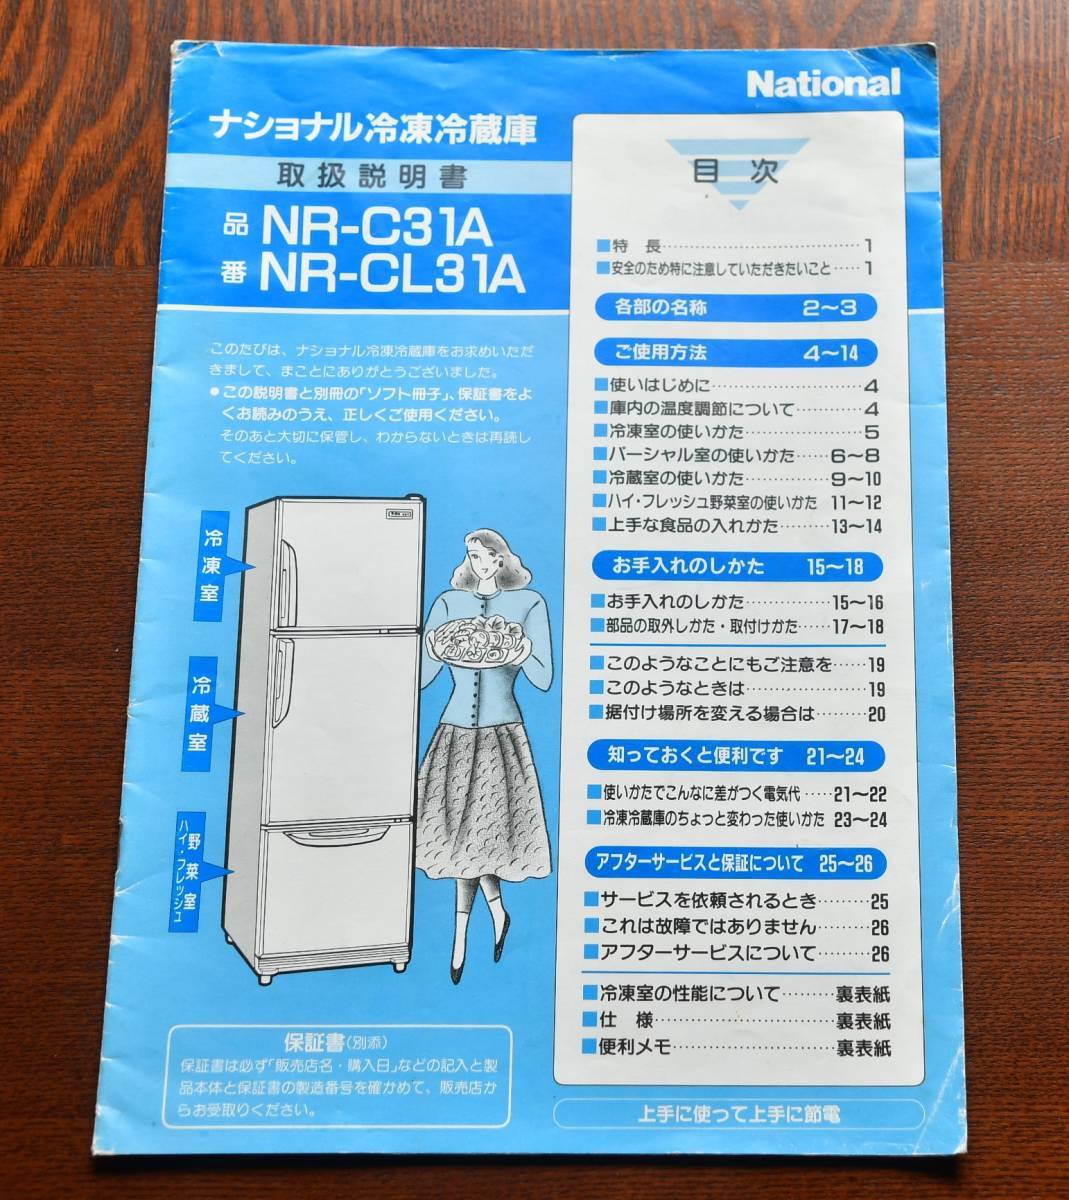 National
ナショナル冷凍冷蔵庫
取扱説明書
品番
NR-C31A
NR-CL31A
このたびは、ナショナル冷凍冷蔵庫をお求めいただ
きまして、まことにありがとうございました。
●この説明書と別冊の「ソフト冊子」、保証書をよ
くお読みのうえ、正しくご使用ください。
そのあと大切に保管し、わからないときは再読し
てください。
冷凍室
冷蔵室
ハイ・フレッシュ
野菜室
保証書(別添)
保証書は必ず「販売店名・購入日」などの記入と製
品本体と保証書の製造番号を確かめて、販売店か
らお受取りください。
目次
■特 長……1
■安全のため特に注意していただきたいこと……1
各部の名称 2〜3
ご使用方法 4〜14
■使いはじめに……4
■庫内の温度調節について……4
■冷凍室の使いかた……5
■パーシャル室の使いかた……6〜8
■冷蔵室の使いかた……9〜10
■ハイ・フレッシュ野菜室の使いかた 11〜12
■上手な食品の入れかた……13〜14
お手入れのしかた 15〜18
■お手入れのしかた……15〜16
■部品の取外しかた・取付けかた……17〜18
■このようなことにもご注意を……19
■このようなときは……19
■据付け場所を変える場合は……20
知っておくと便利です 21〜24
■使いかたでこんなに差がつく電気代……21〜22
■冷凍冷蔵庫のちょっと変わった使いかた 23〜24
アフターサービスと保証について 25〜26
■サービスを依頼されるとき……25
■これは故障ではありません……26
■アフターサービスについて……26
■冷凍室の性能について……裏表紙
■仕 様……裏表紙
■便利メモ……裏表紙
上手に使って上手に節電